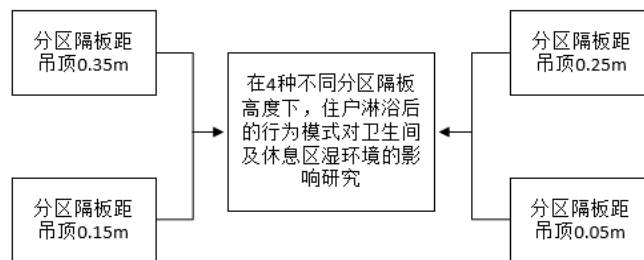 分区隔板距
吊顶0.35m
分区隔板距
吊顶0.15m
在4种不同分区隔板
高度下，住户淋浴后
的行为模式对卫生间
及休息区湿环境的影
响研究
分区隔板距
吊顶0.25m
分区隔板距
吊顶0.05m